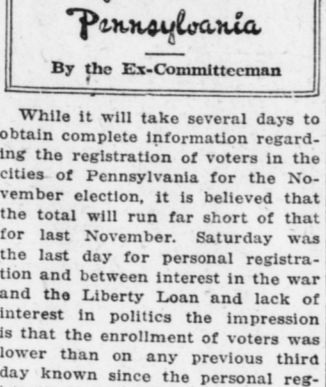 Pennsylvania
By the Ex-Committeeman
While it will take several days to
obtain complete information regard-
ing the registration of voters in the
cities of Pennsylvania for the No-
vember election, it is believed that
the total will run far short of that
for last November. Saturday was
the last day for personal registra-
tion and between interest in the war
and the Liberty Loan and lack of
interest in politics the impression
is that the enrollment of voters was
lower than on any previous third
day known since the personal reg-